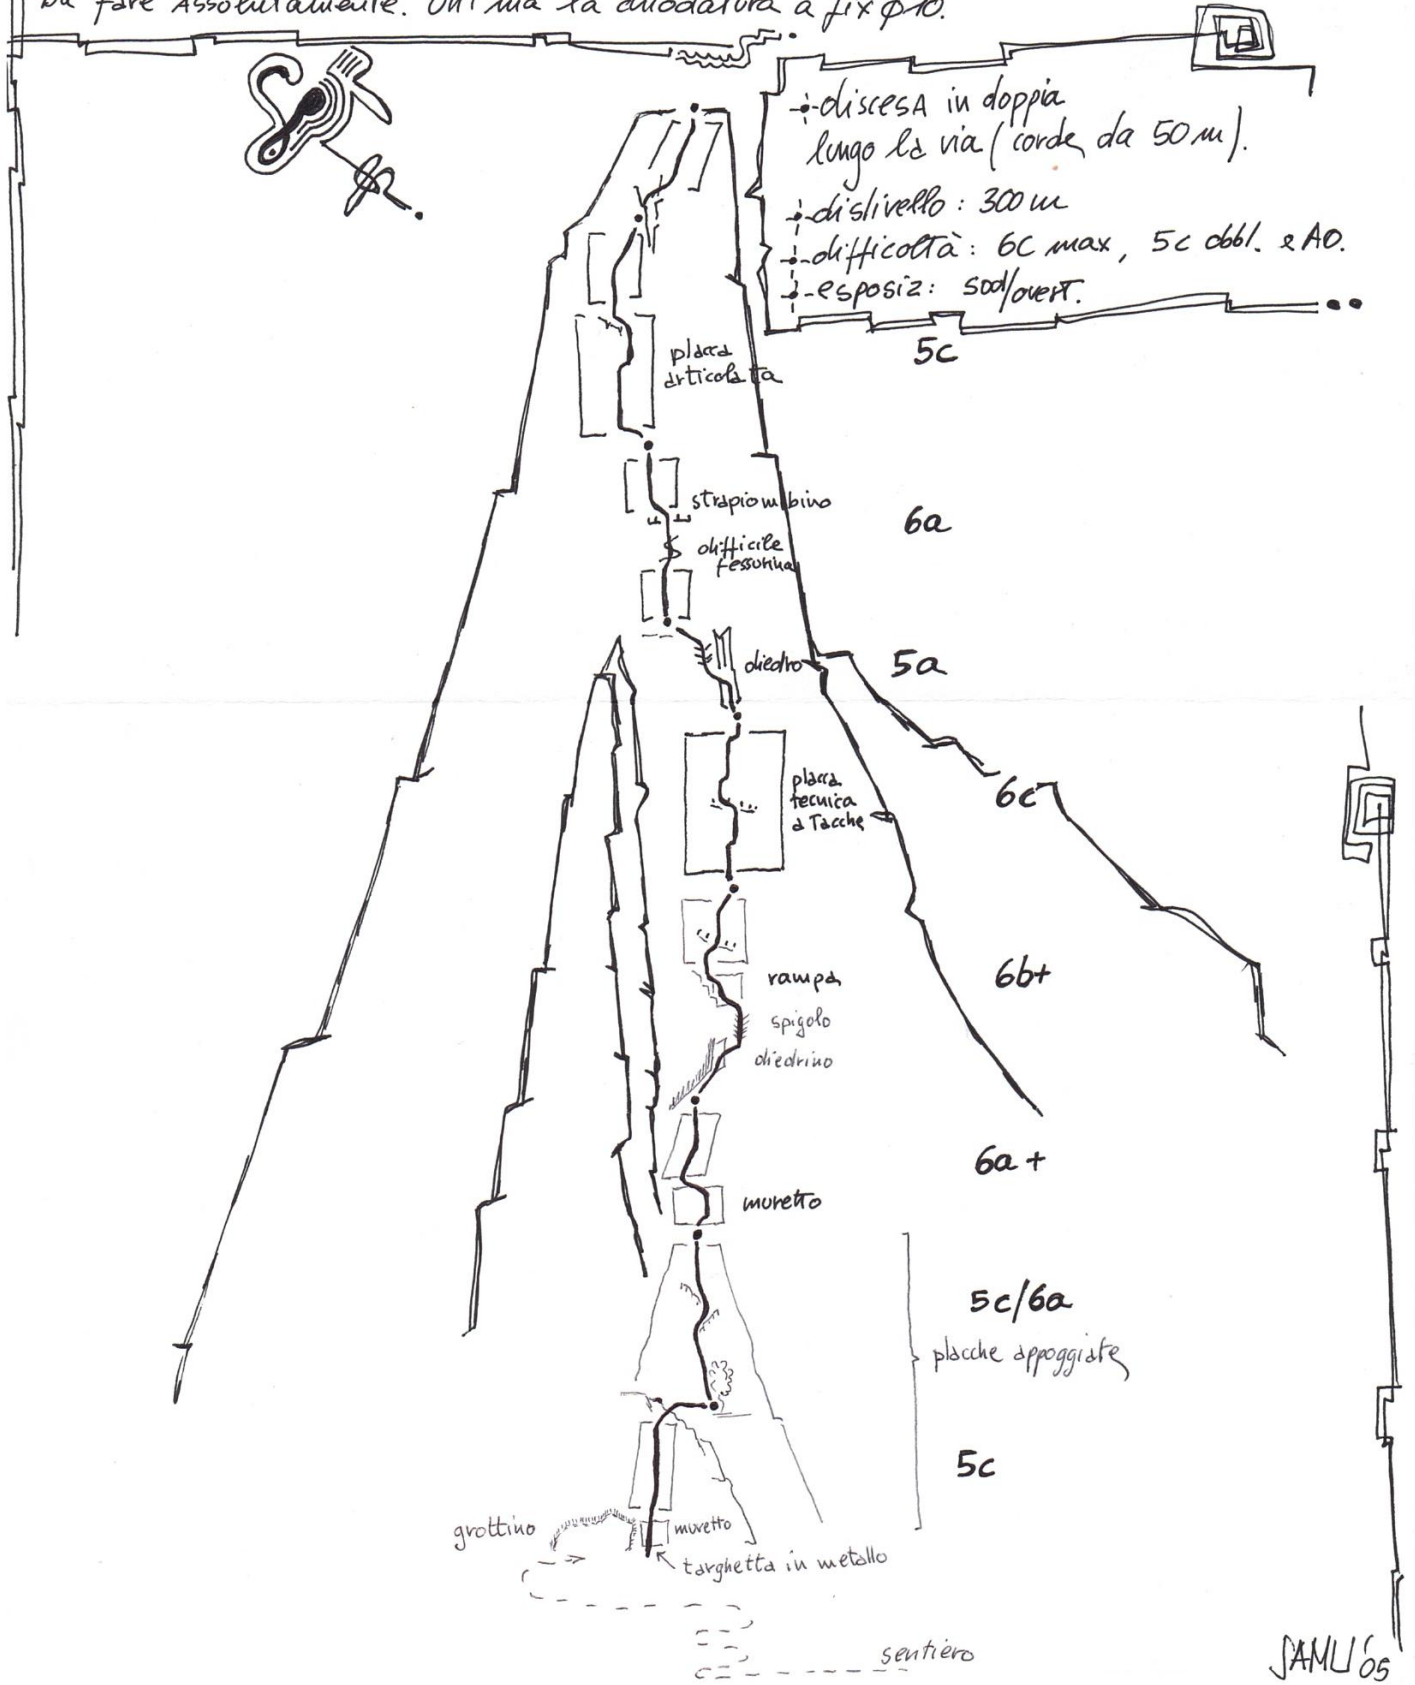 Da fare Assolutamente. Ottima la chiodatura a fix ϕ10.
discesA in doppia
lungo la via (corde da 50 m).
dislivello: 300 m
difficoltà: 6C max, 5c obbl. e AO.
esposiz: sud/ovest.
5c
placca
articolata
strapiombino
6a
difficile
fessurina
diedro
5a
placca
tecnica
a Tacche
6c
rampa
6b+
spigolo
diedrino
6a+
muretto
5c/6a
placche appoggiate
5c
grottino
muretto
targhetta in metallo
sentiero
SAMU '05